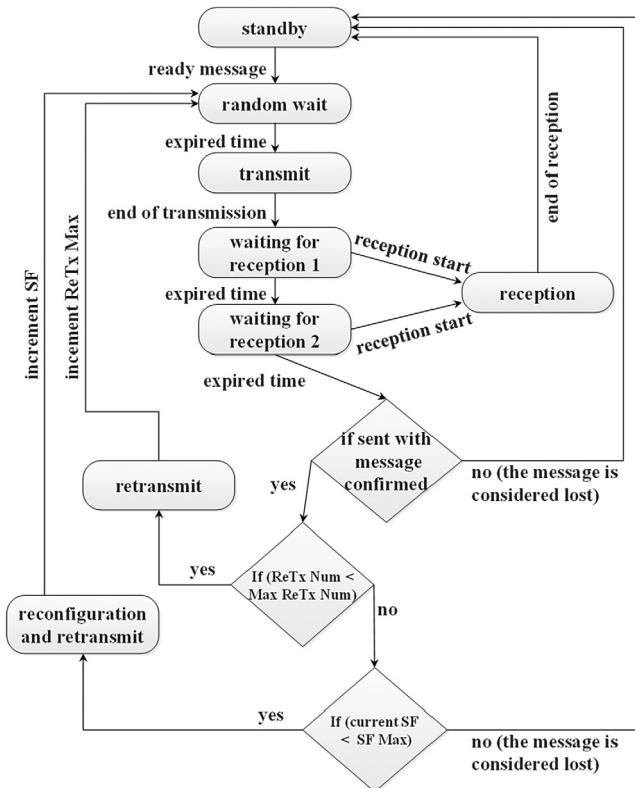 standby
ready message
random wait
expired time
transmit
end of transmission
waiting for
reception 1
reception start
expired time
waiting for
reception 2
reception start
reception
end of reception
expired time
if sent with
message
confirmed
yes
no (the message is
considered lost)
retransmit
incement ReTx Max
If (ReTx Num <
Max ReTx Num)
yes
no
reconfiguration
and retransmit
increment SF
If (current SF
< SF Max)
yes
no (the message is
considered lost)